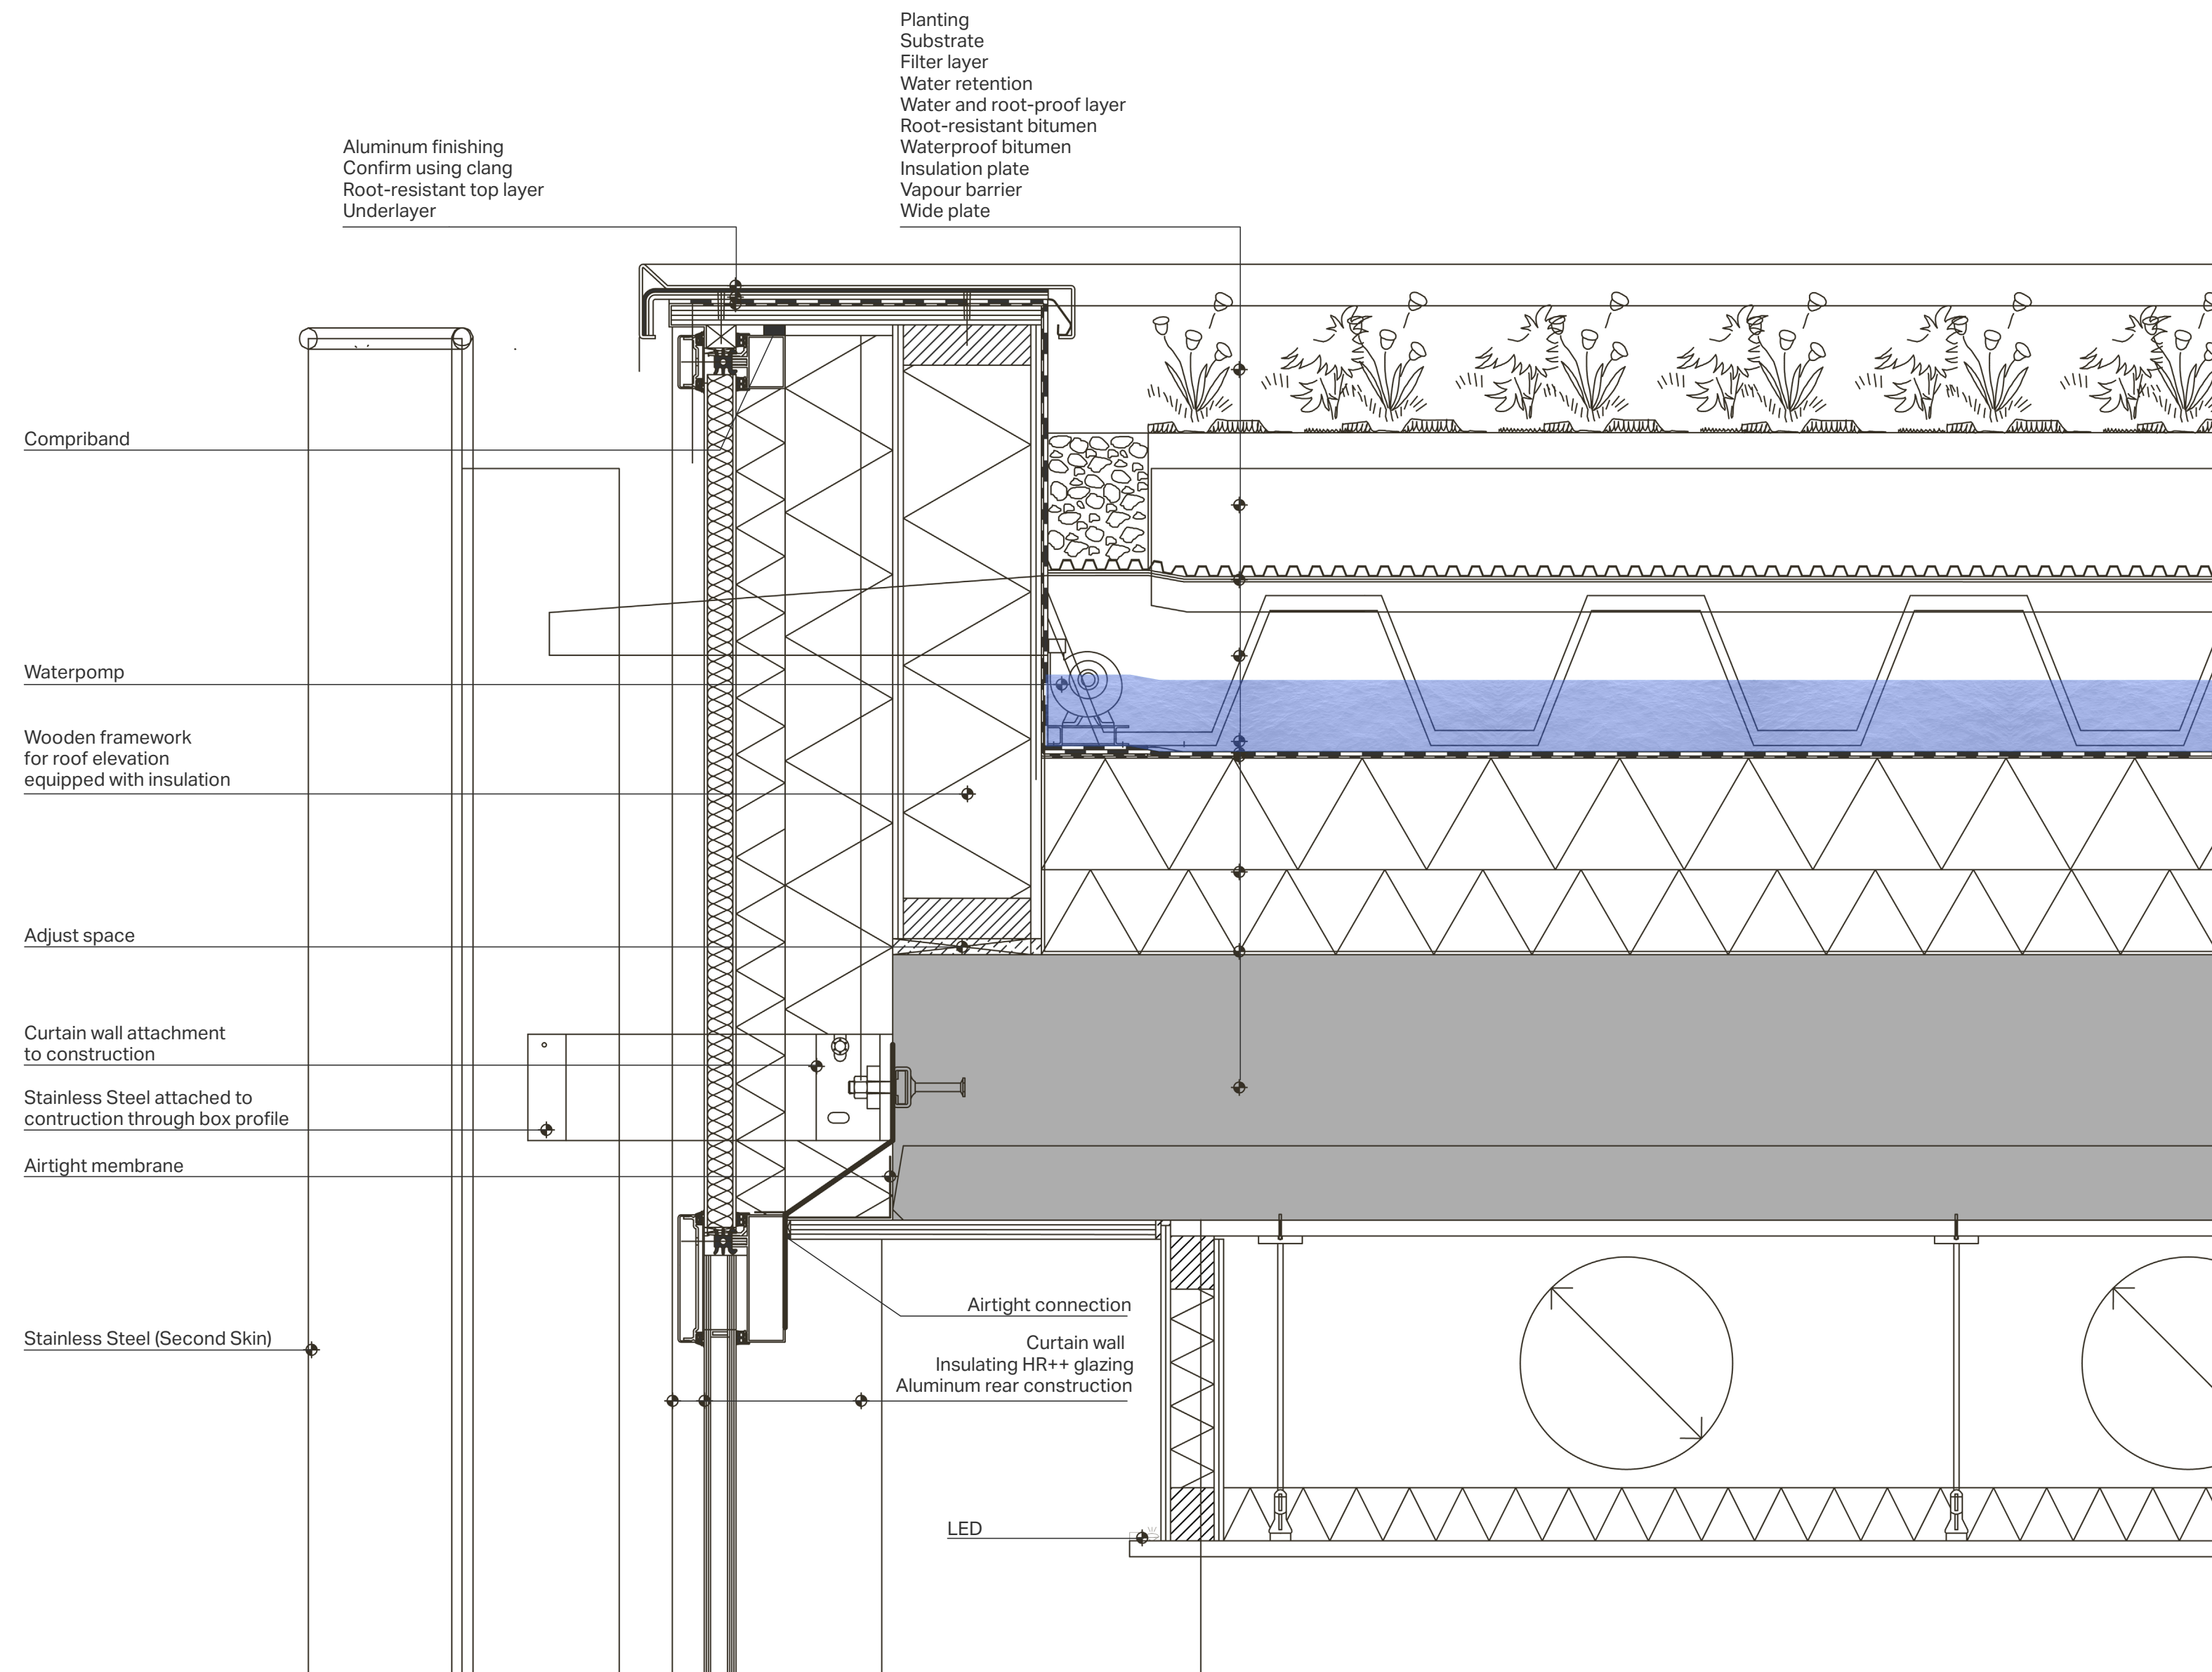 Planting
Substrate
Filter layer
Water retention
Water and root-proof layer
Root-resistant bitumen
Waterproof bitumen
Insulation plate
Vapour barrier
Wide plate
Aluminum finishing
Confirm using clang
Root-resistant top layer
Underlayer
Compriband
Waterpomp
Wooden framework
for roof elevation
equipped with insulation
Adjust space
Curtain wall attachment
to construction
Stainless Steel attached to
contruction through box profile
Airtight membrane
Airtight connection
Stainless Steel (Second Skin)
Curtain wall
Insulating HR++ glazing
Aluminum rear construction
LED